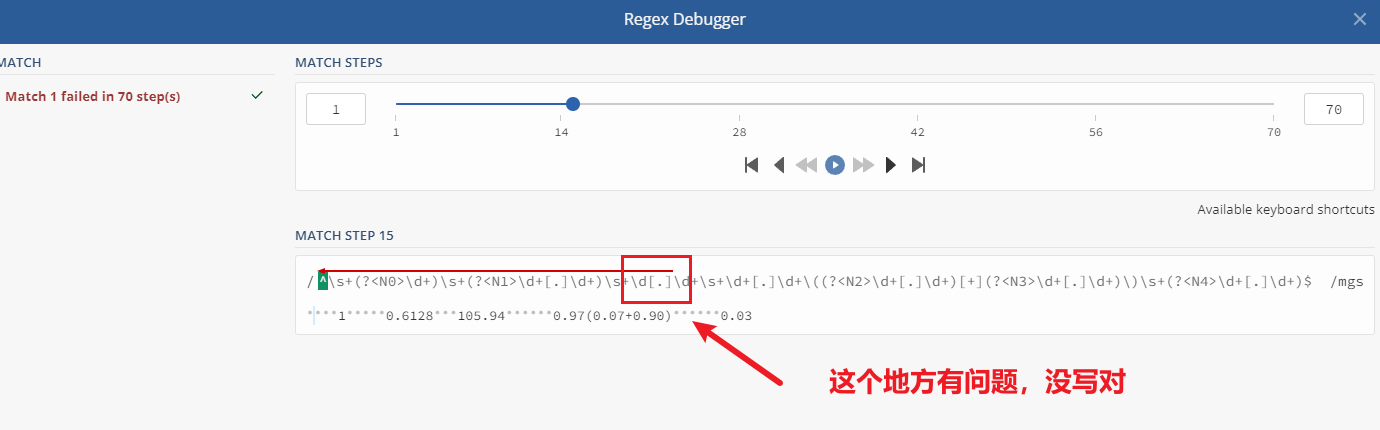 Regex Debugger
MATCH
Match 1 failed in 70 step(s)
MATCH STEPS
1
70
1 14 28 42 56 70
Available keyboard shortcuts
MATCH STEP 15
/ ^\s+(?<N0>\d+)\s+(?<N1>\d+[.]\d+)\s+\d[.]\d+\s+\d+[.]\d+\((?<N2>\d+[.]\d+)[+](?<N3>\d+[.]\d+)\)\s+(?<N4>\d+[.]\d+)$ /mgs
••••1•••••0.6128•••105.94••••••0.97(0.07+0.90)••••••0.03
这个地方有问题，没写对